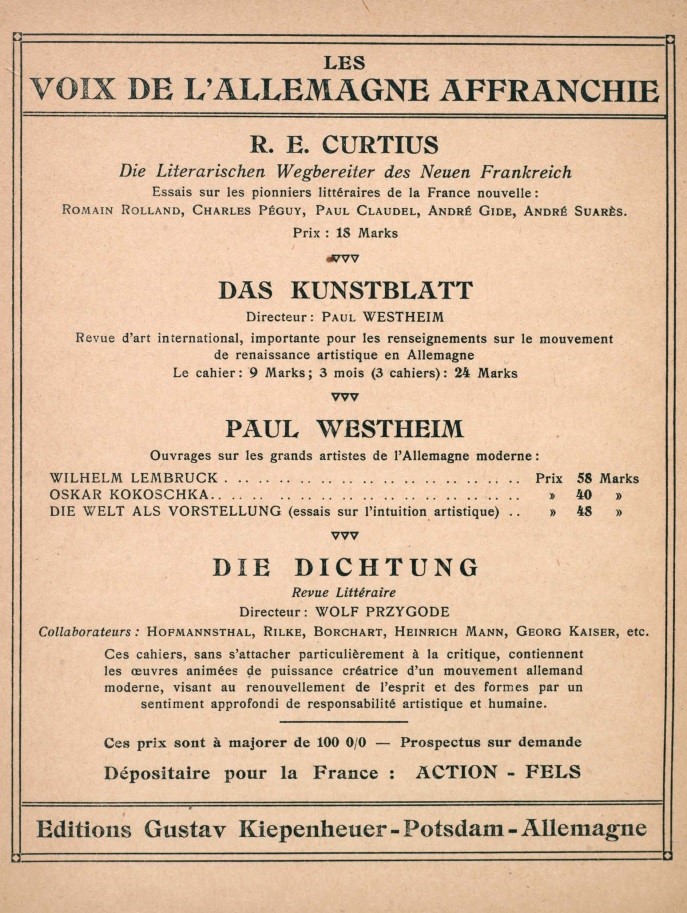 LES
VOIX DE L'ALLEMAGNE AFFRANCHIE
R. E. CURTIUS
Die Literarischen Wegbereiter des Neuen Frankreich
Essais sur les pionniers littéraires de la France nouvelle :
ROMAIN ROLLAND, CHARLES PÉGUY, PAUL CLAUDEL, ANDRÉ GIDE, ANDRÉ SUARÈS.
Prix : 18 Marks
DAS KUNSTBLATT
Directeur : PAUL WESTHEIM
Revue d'art international, importante pour les renseignements sur le mouvement
de renaissance artistique en Allemagne
Le cahier : 9 Marks ; 3 mois (3 cahiers) : 24 Marks
PAUL WESTHEIM
Ouvrages sur les grands artistes de l'Allemagne moderne :
WILHELM LEMBRUCK . . . . . . . . . . . . . . . . . . Prix 58 Marks
OSKAR KOKOSCHKA . . . . . . . . . . . . . . . . . . » 40 »
DIE WELT ALS VORSTELLUNG (essais sur l'intuition artistique) . . » 48 »
DIE DICHTUNG
Revue Littéraire
Directeur : WOLF PRZYGODE
Collaborateurs : HOFMANNSTHAL, RILKE, BORCHART, HEINRICH MANN, GEORG KAISER, etc.
Ces cahiers, sans s'attacher particulièrement à la critique, contiennent
les œuvres animées de puissance créatrice d'un mouvement allemand
moderne, visant au renouvellement de l'esprit et des formes par un
sentiment approfondi de responsabilité artistique et humaine.
Ces prix sont à majorer de 100 0/0 — Prospectus sur demande
Dépositaire pour la France : ACTION - FELS
Editions Gustav Kiepenheuer - Potsdam - Allemagne